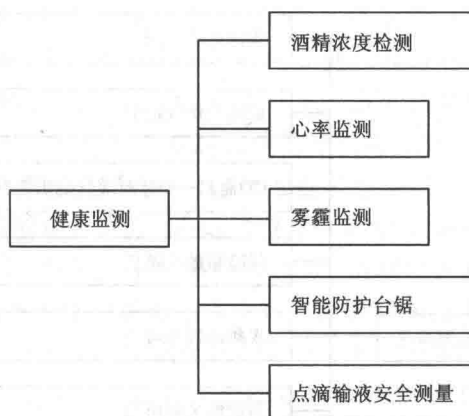 酒精浓度检测
心率监测
健康监测
雾霾监测
智能防护台锯
点滴输液安全测量